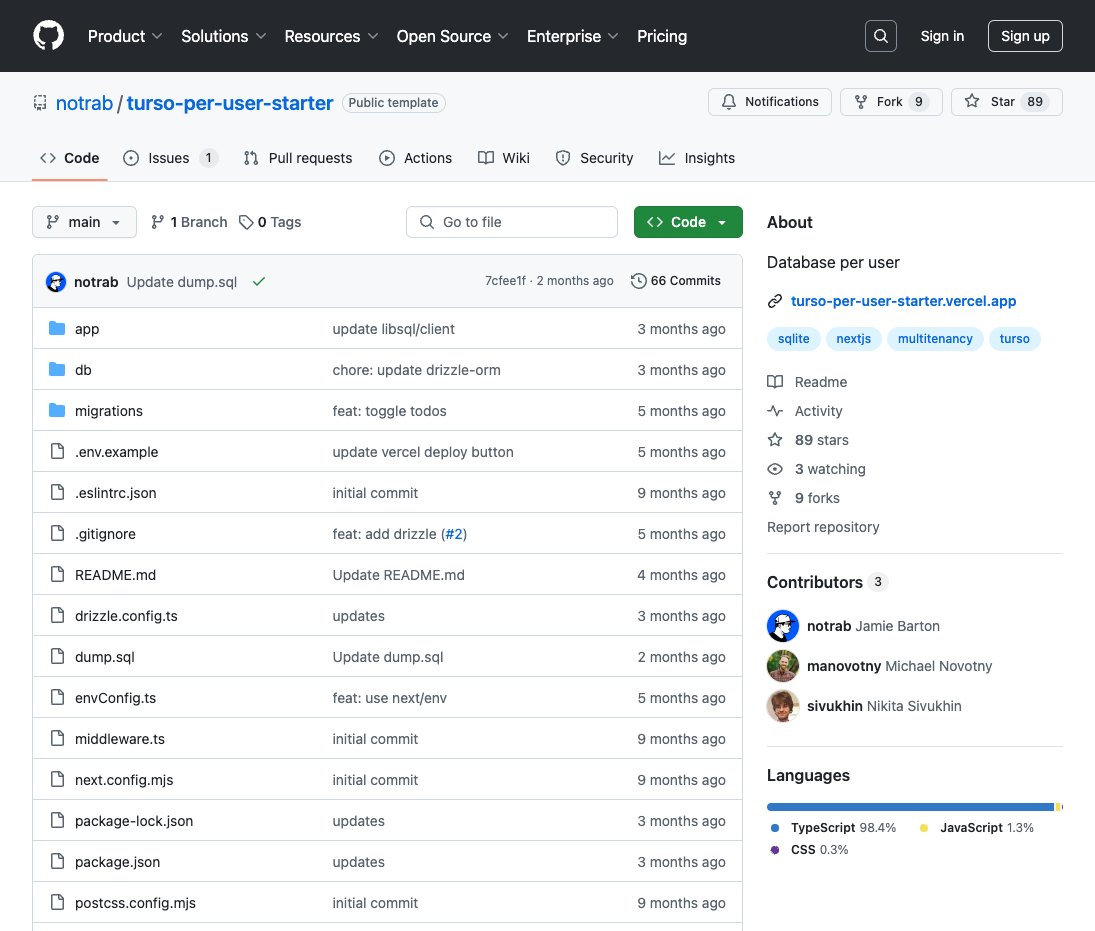 Product Solutions Resources Open Source Enterprise Pricing Sign in Sign up
notrab / turso-per-user-starter Public template Notifications Fork 9 Star 89
Code Issues 1 Pull requests Actions Wiki Security Insights
main 1 Branch 0 Tags Go to file Code
notrab Update dump.sql 7cfee1f · 2 months ago 66 Commits
app update libsql/client 3 months ago
db chore: update drizzle-orm 3 months ago
migrations feat: toggle todos 5 months ago
.env.example update vercel deploy button 5 months ago
.eslintrc.json initial commit 9 months ago
.gitignore feat: add drizzle (#2) 5 months ago
README.md Update README.md 4 months ago
drizzle.config.ts updates 3 months ago
dump.sql Update dump.sql 2 months ago
envConfig.ts feat: use next/env 5 months ago
middleware.ts initial commit 9 months ago
next.config.mjs initial commit 9 months ago
package-lock.json updates 3 months ago
package.json updates 3 months ago
postcss.config.mjs initial commit 9 months ago
About
Database per user
turso-per-user-starter.vercel.app
sqlite nextjs multitenancy turso
Readme
Activity
89 stars
3 watching
9 forks
Report repository
Contributors 3
notrab Jamie Barton
manovotny Michael Novotny
sivukhin Nikita Sivukhin
Languages
TypeScript 98.4% JavaScript 1.3%
CSS 0.3%